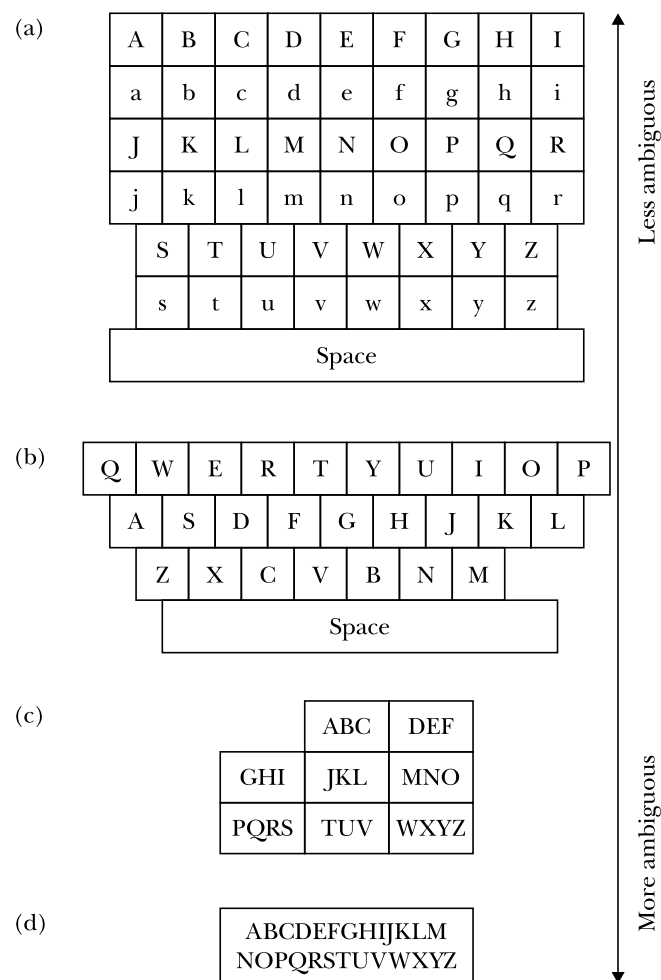 (a)
A B C D E F G H I
a b c d e f g h i
J K L M N O P Q R
j k l m n o p q r
S T U V W X Y Z
s t u v w x y z
Space
Less ambiguous
(b)
Q W E R T Y U I O P
A S D F G H J K L
Z X C V B N M
Space
(c)
ABC DEF
GHI JKL MNO
PQRS TUV WXYZ
More ambiguous
(d)
ABCDEFGHIJKLM
NOPQRSTUVWXYZ